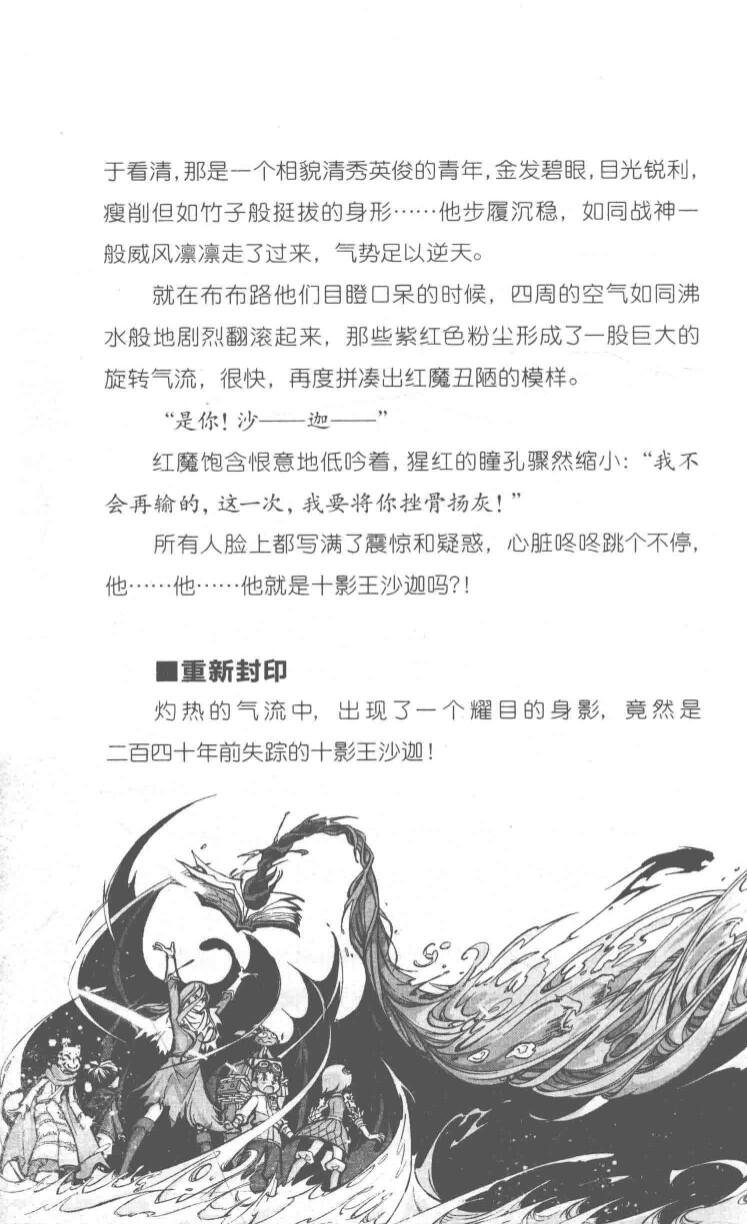 于看清,那是一个相貌清秀英俊的青年,金发碧眼,目光锐利,
瘦削但如竹子般挺拔的身形……他步履沉稳，如同战神一
般威风凛凛走了过来，气势足以逆天。
就在布布路他们目瞪口呆的时候，四周的空气如同沸
水般地剧烈翻滚起来，那些紫红色粉尘形成了一股巨大的
旋转气流，很快，再度拼凑出红魔丑陋的模样。
“是你！沙——迦——”
红魔饱含恨意地低吟着,猩红的瞳孔骤然缩小：“我不
会再输的，这一次，我要将你挫骨扬灰！”
所有人脸上都写满了震惊和疑惑，心脏咚咚跳个不停，
他……他……他就是十影王沙迦吗?!
■重新封印
灼热的气流中，出现了一个耀目的身影，竟然是
二百四十年前失踪的十影王沙迦！